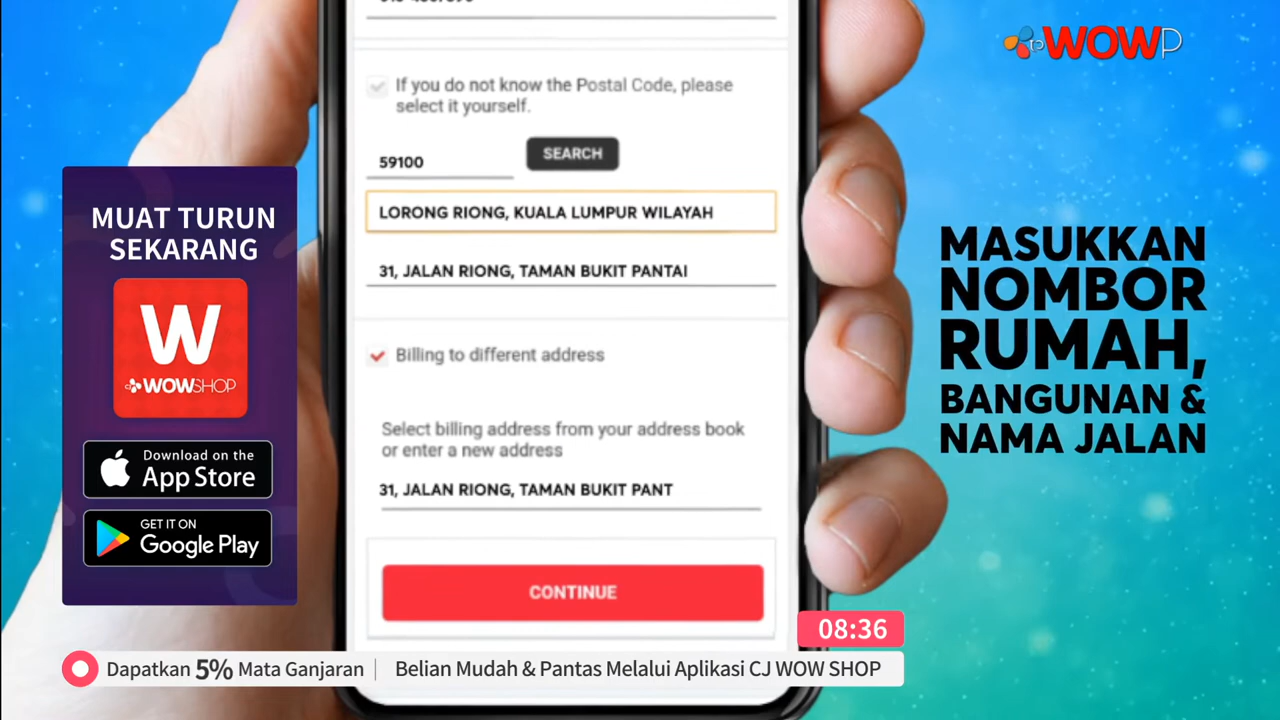 WOW
If you do not know the Postal Code, please
select it yourself.
59100
SEARCH
LORONG RIONG, KUALA LUMPUR WILAYAH
31, JALAN RIONG, TAMAN BUKIT PANTAI
Billing to different address
Select billing address from your address book
or enter a new address
31, JALAN RIONG, TAMAN BUKIT PANT
CONTINUE
MUAT TURUN
SEKARANG
W
CJ WOWSHOP
Download on the
App Store
GET IT ON
Google Play
MASUKKAN
NOMBOR
RUMAH,
BANGUNAN &
NAMA JALAN
08:36
Dapatkan 5% Mata Ganjaran | Belian Mudah & Pantas Melalui Aplikasi CJ WOW SHOP